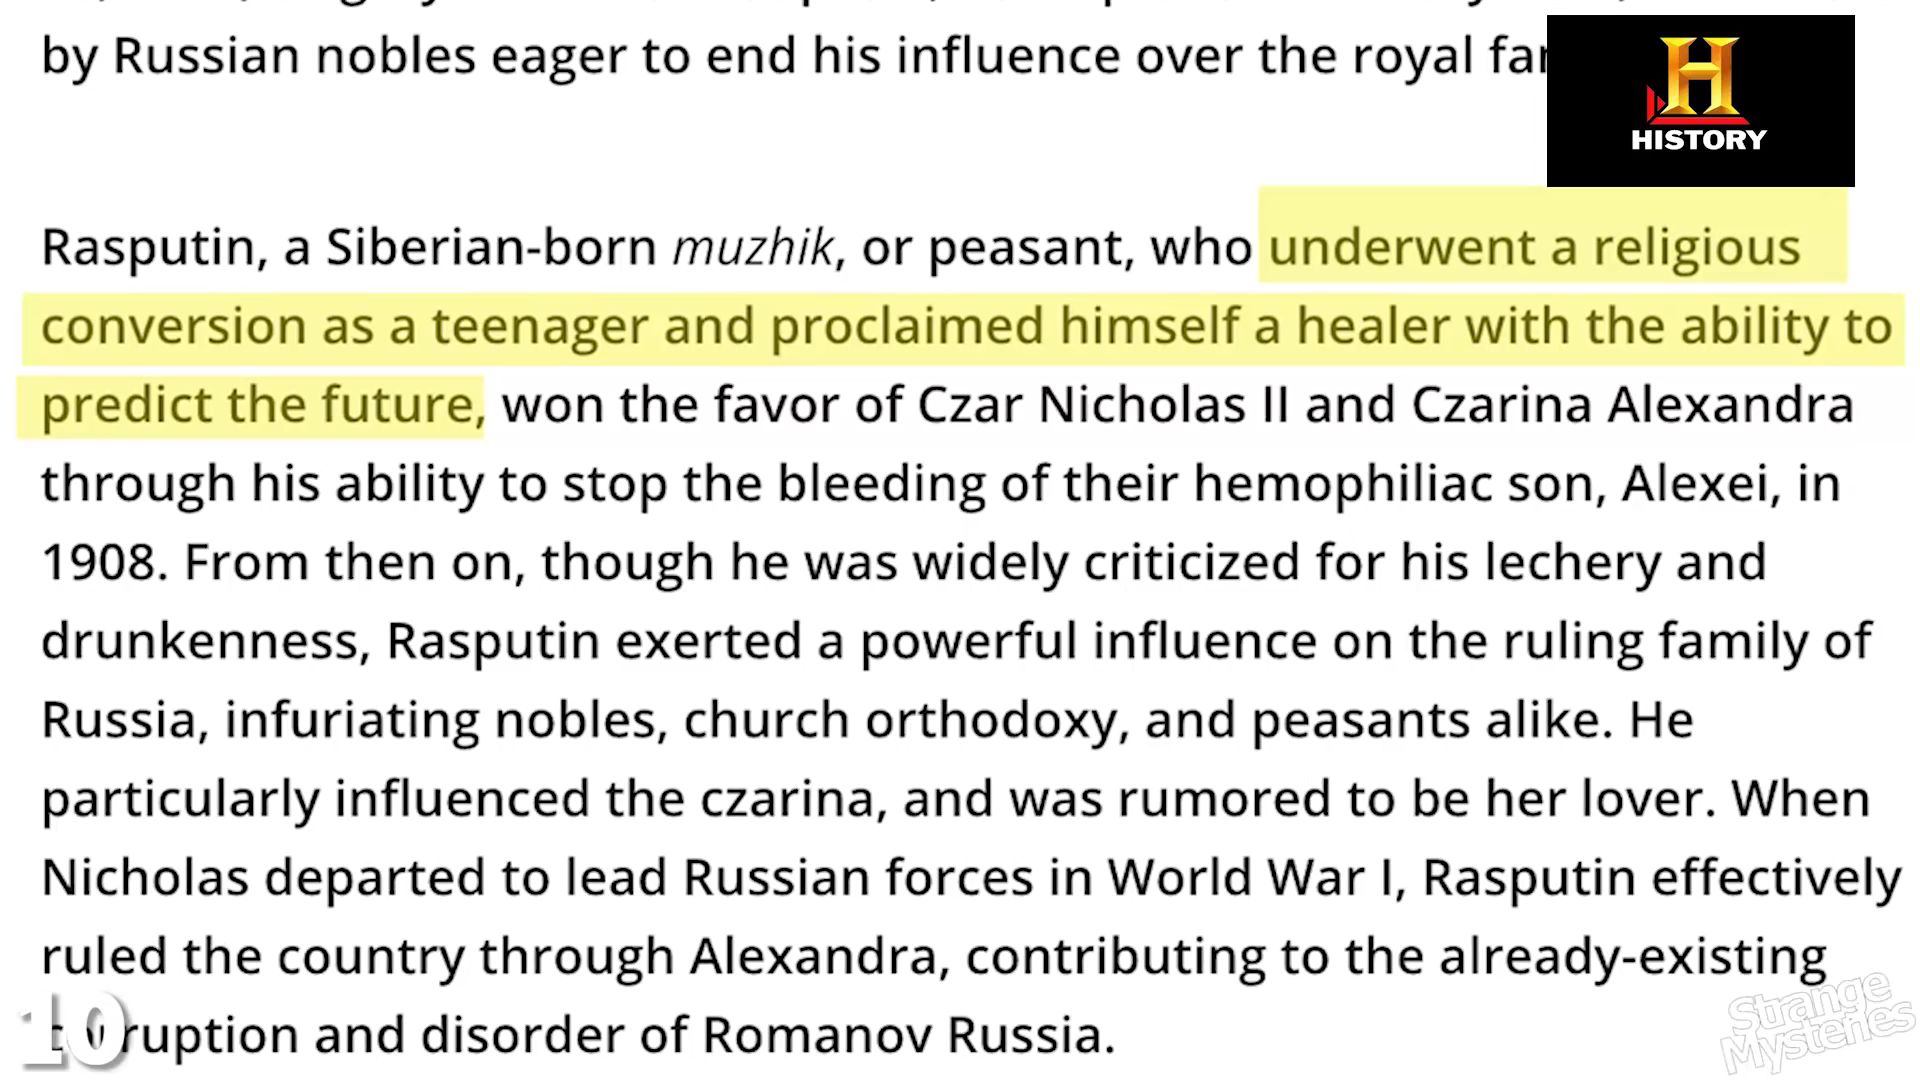 by Russian nobles eager to end his influence over the royal
H
HISTORY
Rasputin, a Siberian-born muzhik, or peasant, who underwent a religious
conversion as a teenager and proclaimed himself a healer with the ability to
predict the future, won the favor of Czar Nicholas II and Czarina Alexandra
through his ability to stop the bleeding of their hemophiliac son, Alexei, in
1908. From then on, though he was widely criticized for his lechery and
drunkenness, Rasputin exerted a powerful influence on the ruling family of
Russia, infuriating nobles, church orthodoxy, and peasants alike. He
particularly influenced the czarina, and was rumored to be her lover. When
Nicholas departed to lead Russian forces in World War I, Rasputin effectively
ruled the country through Alexandra, contributing to the already-existing
corruption and disorder of Romanov Russia.
10
Strange
Mysteries